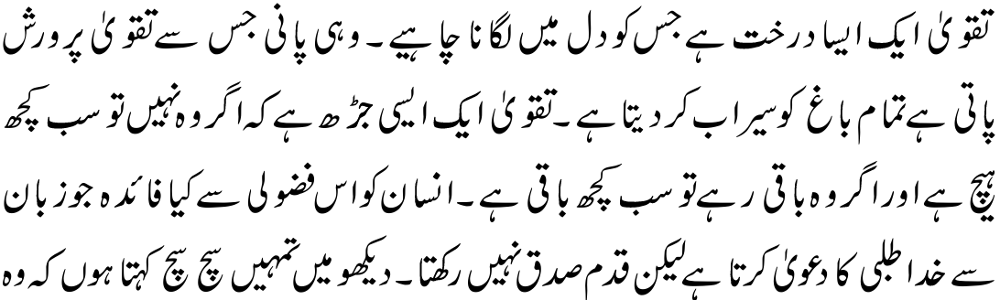 تقویٰ ایک ایسا درخت ہے جس کو دل میں لگانا چاہیے۔ وہی پانی جس سے تقویٰ پرورش
پاتی ہے تمام باغ کو سیراب کر دیتا ہے۔ تقویٰ ایک ایسی جڑھ ہے کہ اگر وہ نہیں تو سب کچھ
ہیچ ہے اور اگر وہ باقی رہے تو سب کچھ باقی ہے۔ انسان کو اس فضولی سے کیا فائدہ جو زبان
سے خدا طلبی کا دعویٰ کرتا ہے لیکن قدم صدق نہیں رکھتا۔ دیکھو میں تمہیں سچ سچ کہتا ہوں کہ وہ